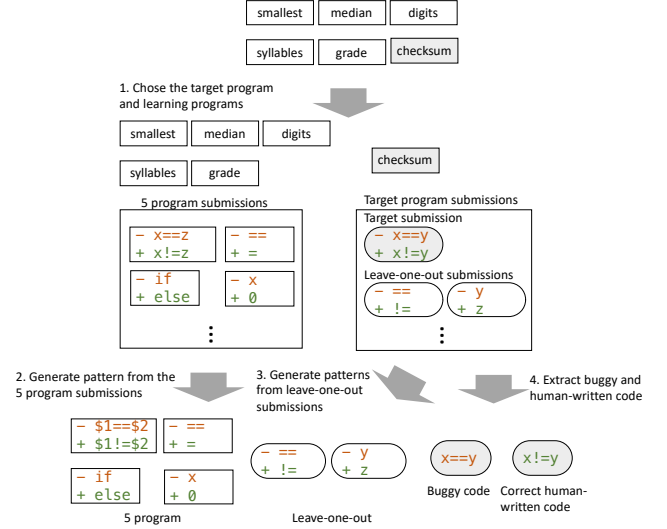 smallest median digits
syllables grade checksum
1. Chose the target program
and learning programs
smallest median digits
syllables grade
checksum
5 program submissions
- x==z
+ x!=z
- ==
+ =
- if
+ else
- x
+ 0
Target program submissions
Target submission
- x==y
+ x!=y
Leave-one-out submissions
- ==
+ !=
- y
+ z
2. Generate pattern from the
5 program submissions
3. Generate patterns
from leave-one-out
submissions
4. Extract buggy and
human-written code
- $1==$2
+ $1!=$2
- ==
+ =
- if
+ else
- x
+ 0
5 program
- ==
+ !=
- y
+ z
Leave-one-out
x==y
Buggy code
x!=y
Correct human-
written code